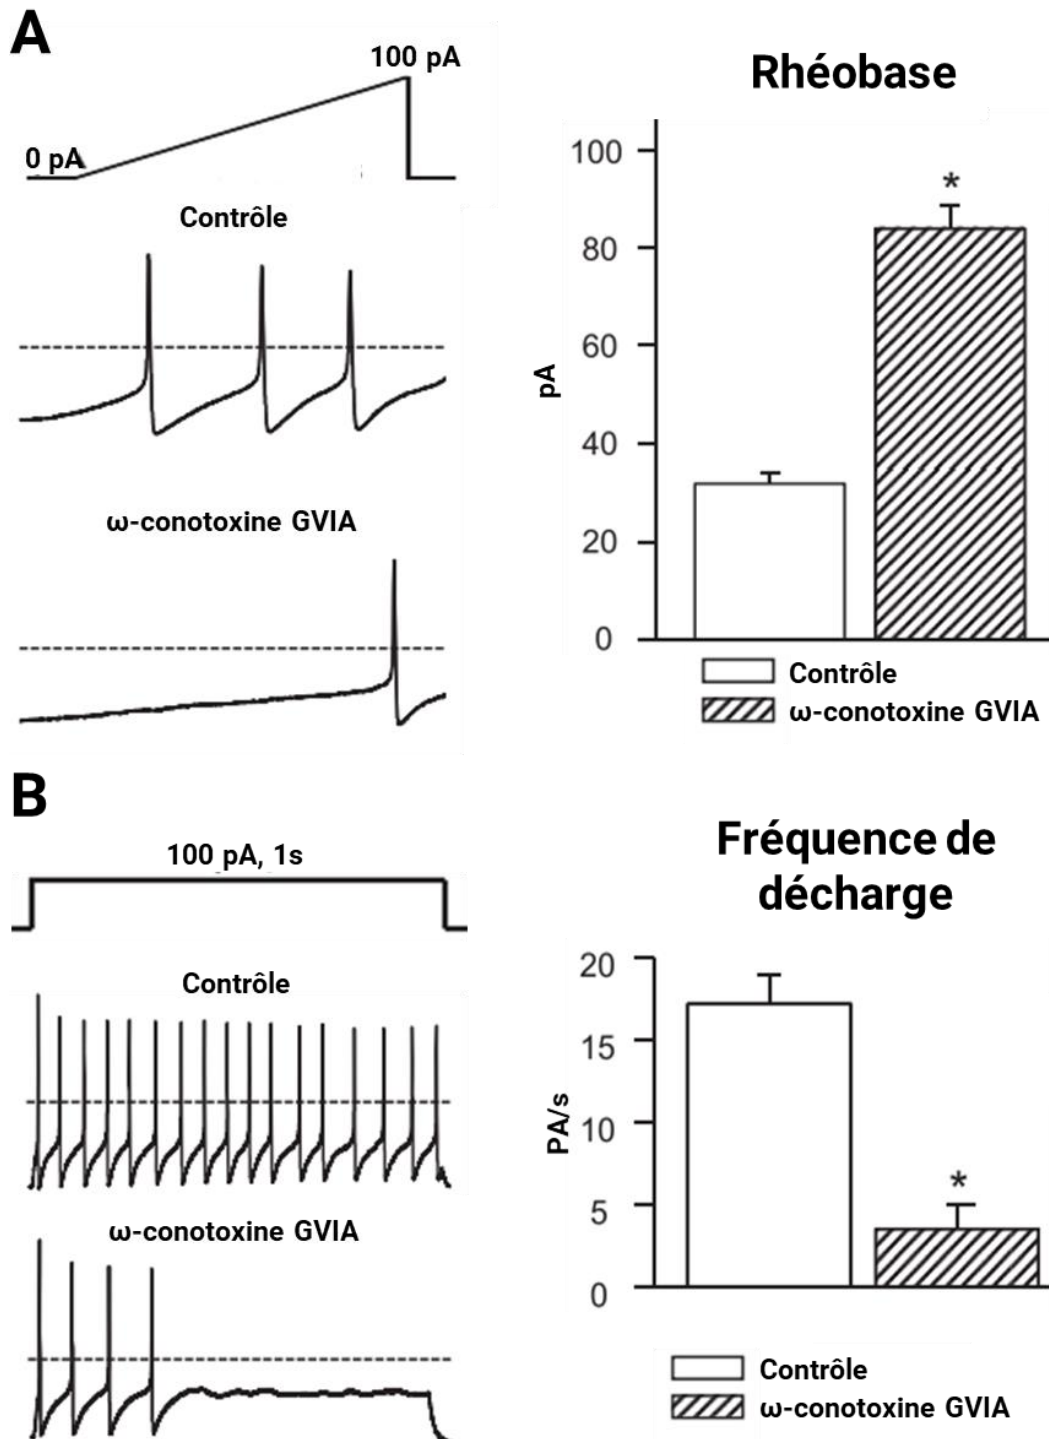 A
100 pA
0 pA
Contrôle
ω-conotoxine GVIA
Rhéobase
100
80
60
40
20
0
pA
*
Contrôle
ω-conotoxine GVIA
B
100 pA, 1s
Contrôle
ω-conotoxine GVIA
Fréquence de
décharge
20
15
10
5
0
PA/s
*
Contrôle
ω-conotoxine GVIA